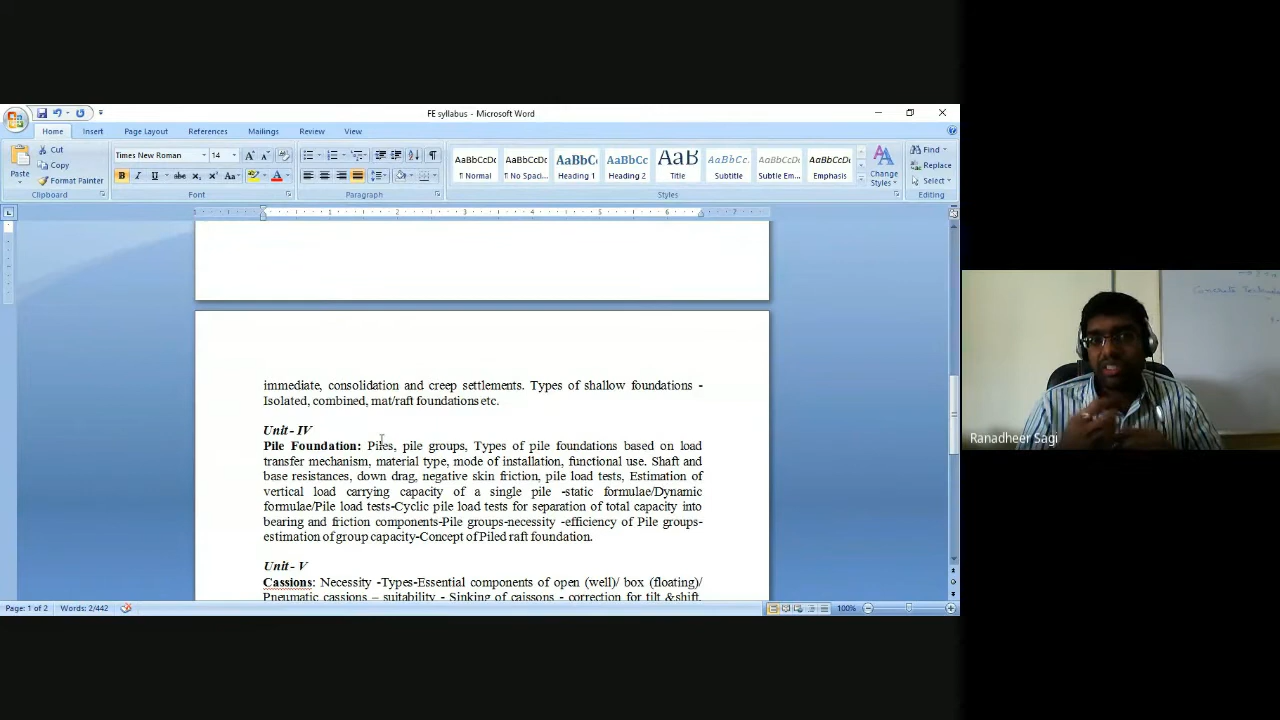 FE syllabus - Microsoft Word
Home Insert Page Layout References Mailings Review View
Paste
Cut
Copy
Format Painter
Clipboard
Times New Roman 14
Font
Paragraph
AaBbCcDc AaBbCcDc AaBbC AaBbCc AaB AaBbCc. AaBbCcDc AaBbCcDc
¶ Normal ¶ No Spaci... Heading 1 Heading 2 Title Subtitle Subtle Em... Emphasis
Change Styles
Styles
Find
Replace
Select
Editing
immediate, consolidation and creep settlements. Types of shallow foundations -
Isolated, combined, mat/raft foundations etc.
Unit- IV
Pile Foundation: Piles, pile groups, Types of pile foundations based on load
transfer mechanism, material type, mode of installation, functional use. Shaft and
base resistances, down drag, negative skin friction, pile load tests, Estimation of
vertical load carrying capacity of a single pile -static formulae/Dynamic
formulae/Pile load tests-Cyclic pile load tests for separation of total capacity into
bearing and friction components-Pile groups-necessity -efficiency of Pile groups-
estimation of group capacity-Concept of Piled raft foundation.
Unit- V
Cassions: Necessity -Types-Essential components of open (well)/ box (floating)/
Pneumatic cassions – suitability - Sinking of caissons - correction for tilt &shift.
Page: 1 of 2 Words: 2/442
100%
Ranadheer Sagi